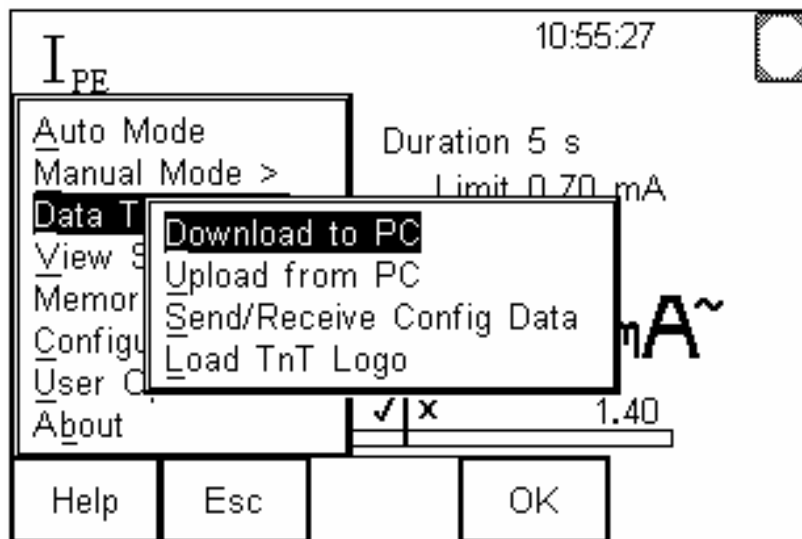 I PE
10:55:27
Auto Mode
Manual Mode >
Data T
View S
Memor
Configu
User
About
Duration 5 s
Limit 0.70 mA
Download to PC
Upload from PC
Send/Receive Config Data
Load TnT Logo
mA~
✓ x 1.40
Help Esc OK